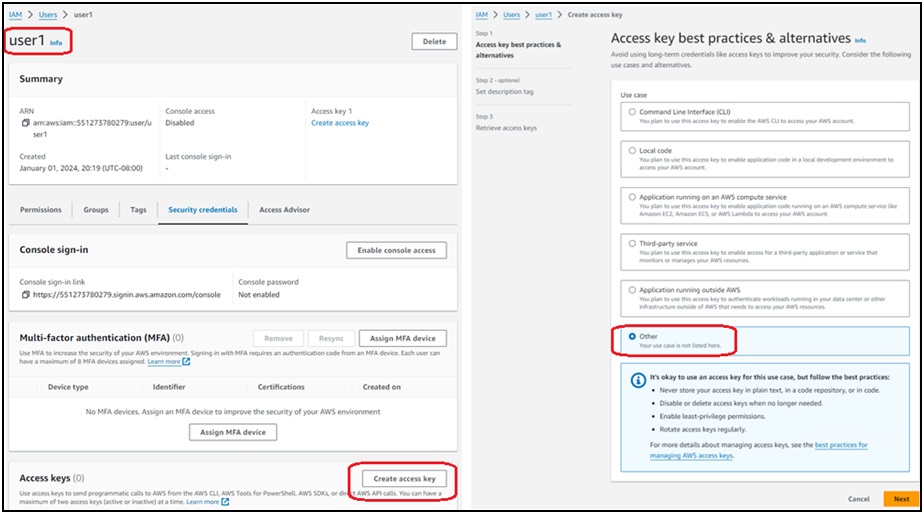 IAM > Users > user1
user1 Info
Delete
Summary
ARN
arn:aws:iam::551273780279:user/u
ser1
Console access
Disabled
Access key 1
Create access key
Created
January 01, 2024, 20:19 (UTC-08:00)
Last console sign-in
-
Permissions
Groups
Tags
Security credentials
Access Advisor
Console sign-in
Enable console access
Console sign-in link
https://551273780279.signin.aws.amazon.com/console
Console password
Not enabled
Multi-factor authentication (MFA) (0)
Remove
Resync
Assign MFA device
Use MFA to increase the security of your AWS environment. Signing in with MFA requires an authentication code from an MFA device. Each user can
have a maximum of 8 MFA devices assigned. Learn more
Device type
Identifier
Certifications
Created on
No MFA devices. Assign an MFA device to improve the security of your AWS environment
Assign MFA device
Access keys (0)
Create access key
Use access keys to send programmatic calls to AWS from the AWS CLI, AWS Tools for PowerShell, AWS SDKs, or direct AWS API calls. You can have a
maximum of two access keys (active or inactive) at a time. Learn more
IAM > Users > user1 > Create access key
Step 1
Access key best practices &
alternatives
Step 2 - optional
Set description tag
Step 3
Retrieve access keys
Access key best practices & alternatives Info
Avoid using long-term credentials like access keys to improve your security. Consider the following
use cases and alternatives.
Use case
Command Line Interface (CLI)
You plan to use this access key to enable the AWS CLI to access your AWS account.
Local code
You plan to use this access key to enable application code in a local development environment to
access your AWS account.
Application running on an AWS compute service
You plan to use this access key to enable application code running on an AWS compute service like
Amazon EC2, Amazon ECS, or AWS Lambda to access your AWS account.
Third-party service
You plan to use this access key to enable access for a third-party application or service that
monitors or manages your AWS resources.
Application running outside AWS
You plan to use this access key to authenticate workloads running in your data center or other
infrastructure outside of AWS that needs to access your AWS resources.
Other
Your use case is not listed here.
It's okay to use an access key for this use case, but follow the best practices:
• Never store your access key in plain text, in a code repository, or in code.
• Disable or delete access keys when no longer needed.
• Enable least-privilege permissions.
• Rotate access keys regularly.
For more details about managing access keys, see the best practices for
managing AWS access keys.
Cancel
Next